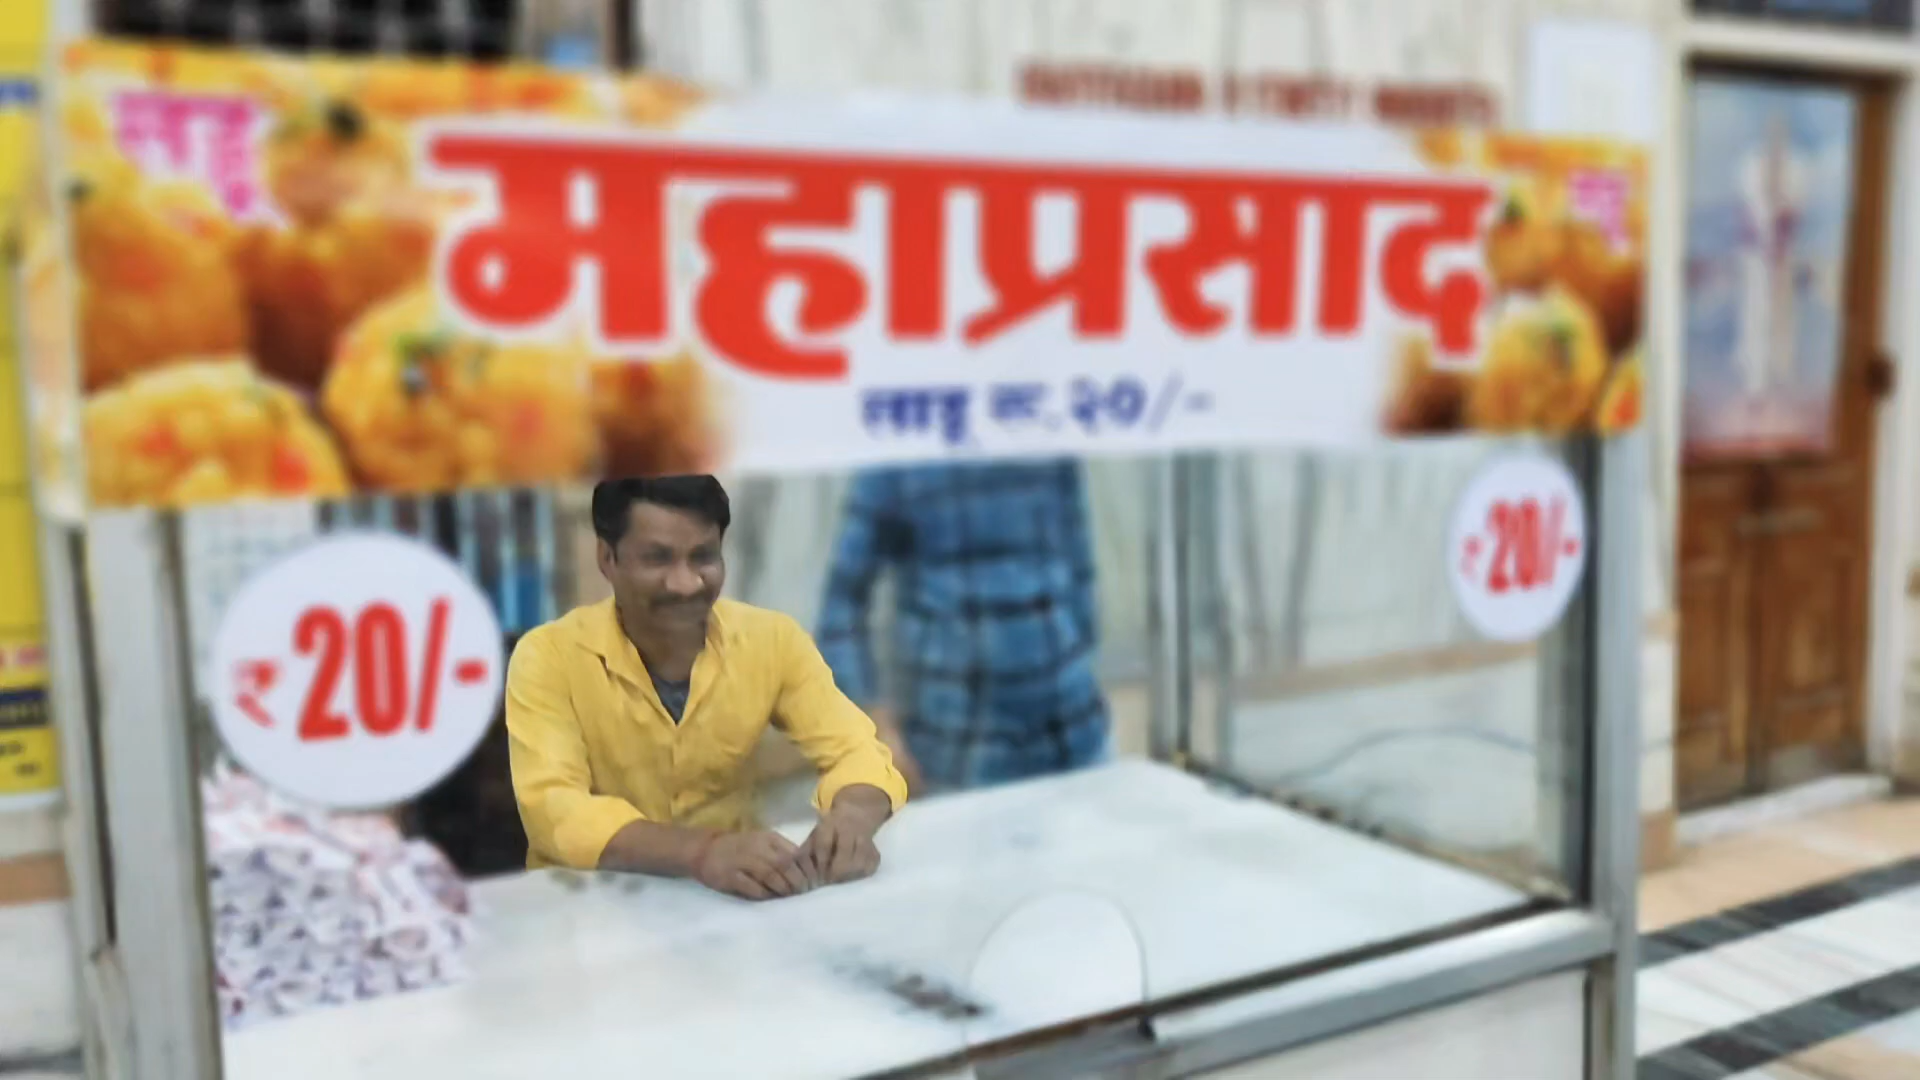 लाडू
महाप्रसाद
लाडू
लाडू रू. २०/-
₹ 20/-
₹ 20/-